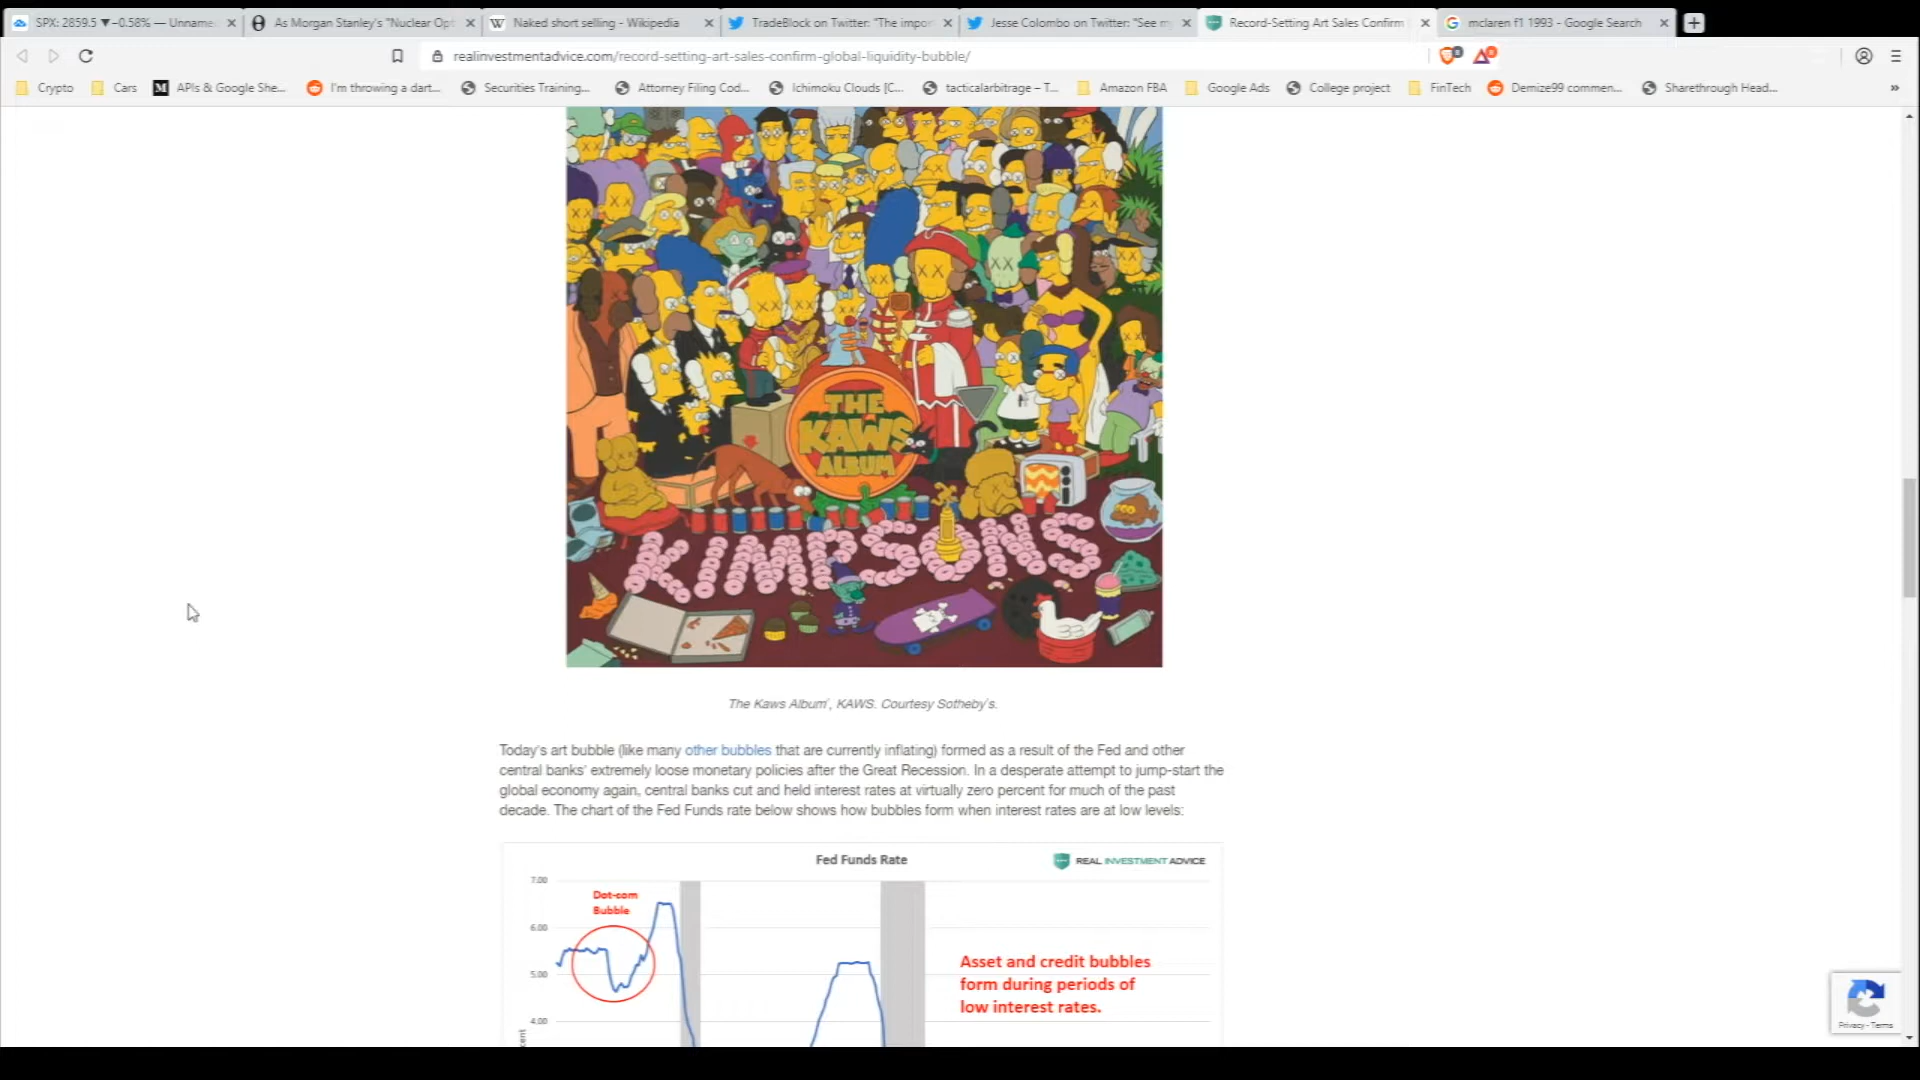 SPX: 2859.5 ▼−0.58% — Unname
As Morgan Stanley's "Nuclear Opt
Naked short selling - Wikipedia
TradeBlock on Twitter: "The impor
Jesse Colombo on Twitter: "See m
Record-Setting Art Sales Confirm
mclaren f1 1993 - Google Search
realinvestmentadvice.com/record-setting-art-sales-confirm-global-liquidity-bubble/
Crypto
Cars
APIs & Google She...
I'm throwing a dart...
Securities Training...
Attorney Filing Cod...
Ichimoku Clouds [C...
tacticalarbitrage – T...
Amazon FBA
Google Ads
College project
FinTech
Demize99 commen...
Sharethrough Head...
»
THE
KAWS
ALBUM
KIMPSONS
The Kaws Album', KAWS. Courtesy Sotheby's.
Today's art bubble (like many other bubbles that are currently inflating) formed as a result of the Fed and other
central banks' extremely loose monetary policies after the Great Recession. In a desperate attempt to jump-start the
global economy again, central banks cut and held interest rates at virtually zero percent for much of the past
decade. The chart of the Fed Funds rate below shows how bubbles form when interest rates are at low levels:
Fed Funds Rate
REAL INVESTMENT ADVICE
7.00
Dot-com
Bubble
6.00
5.00
Asset and credit bubbles
form during periods of
low interest rates.
4.00
Privacy - Terms